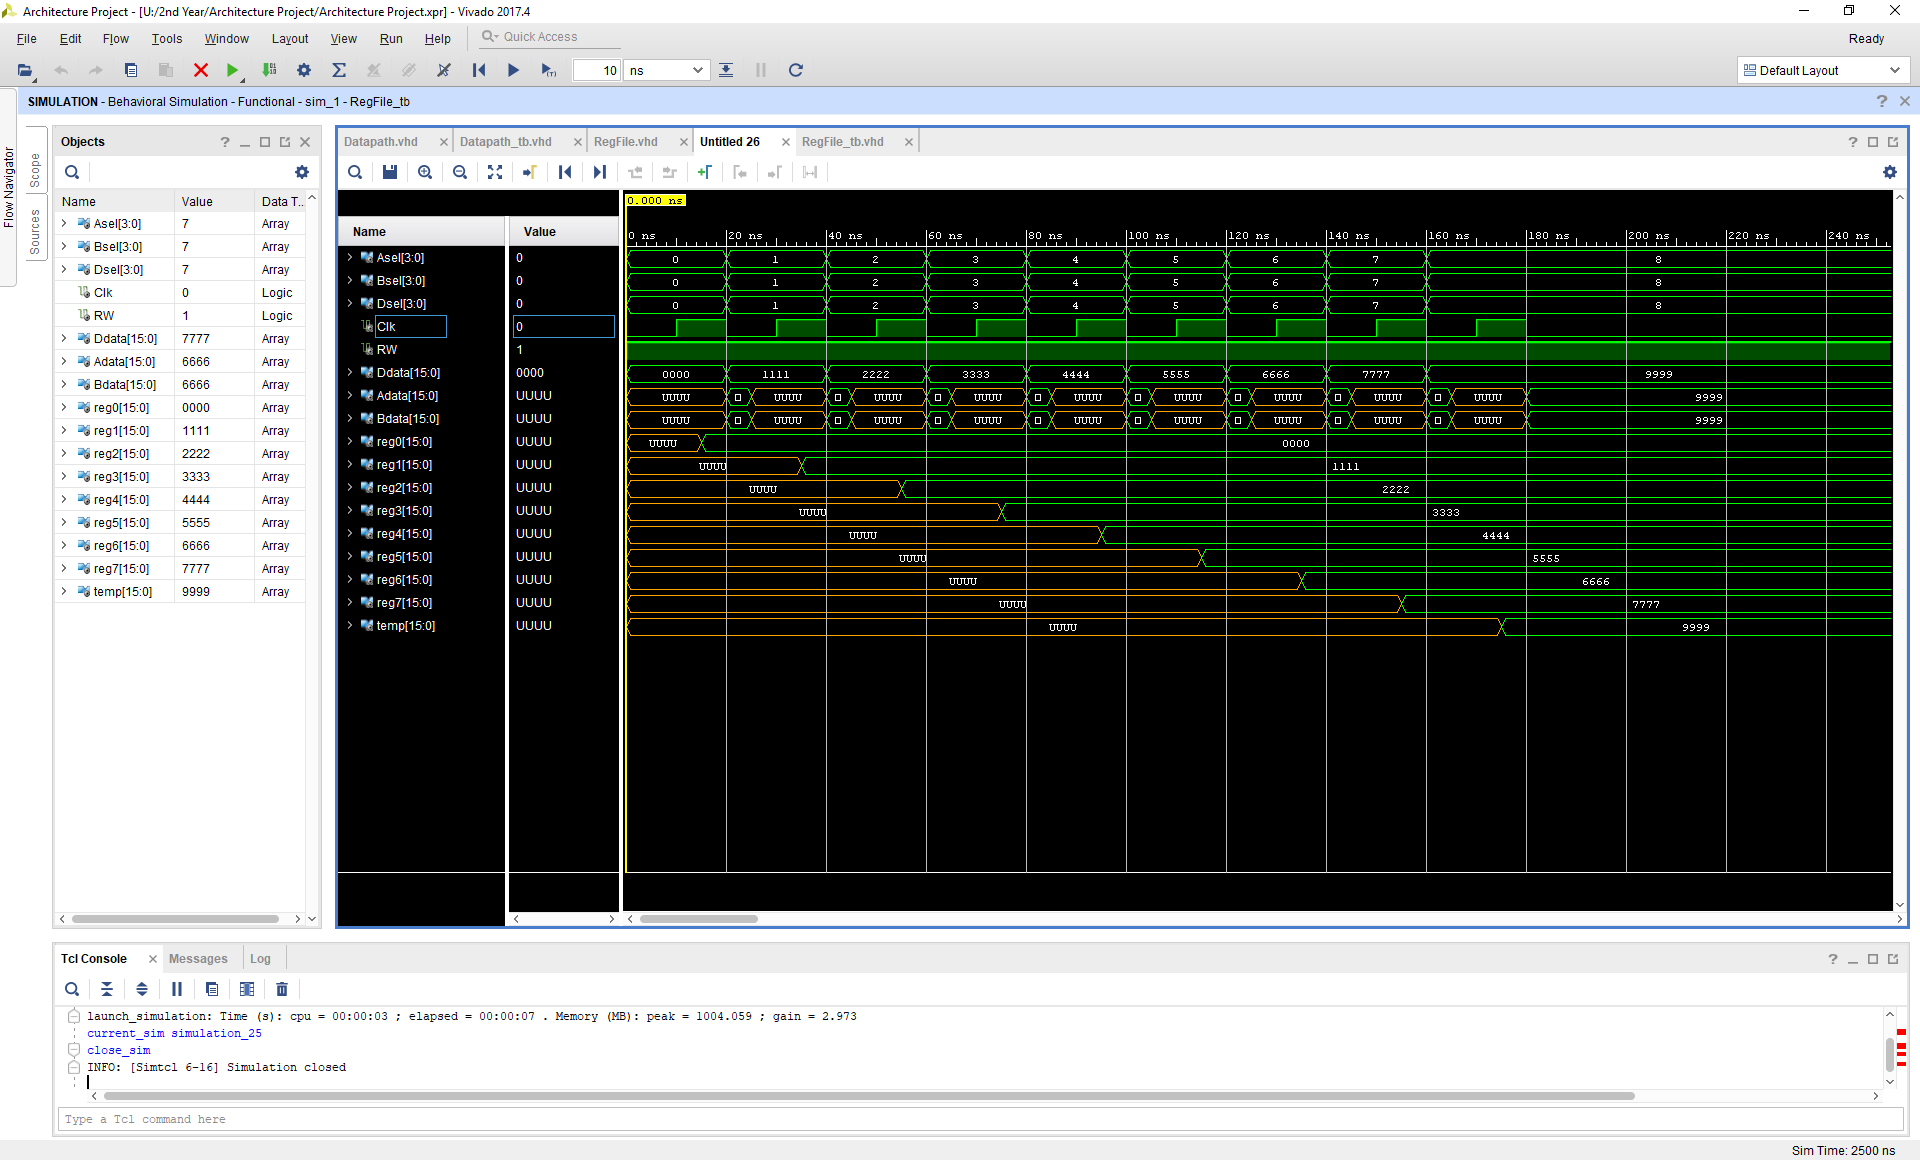 Architecture Project - [U:/2nd Year/Architecture Project/Architecture Project.xpr] - Vivado 2017.4
File Edit Flow Tools Window Layout View Run Help Quick Access Ready
10 ns Default Layout
SIMULATION - Behavioral Simulation - Functional - sim_1 - RegFile_tb
Flow Navigator
Scope
Sources
Objects
Name Value Data T..
Asel[3:0] 7 Array
Bsel[3:0] 7 Array
Dsel[3:0] 7 Array
Clk 0 Logic
RW 1 Logic
Ddata[15:0] 7777 Array
Adata[15:0] 6666 Array
Bdata[15:0] 6666 Array
reg0[15:0] 0000 Array
reg1[15:0] 1111 Array
reg2[15:0] 2222 Array
reg3[15:0] 3333 Array
reg4[15:0] 4444 Array
reg5[15:0] 5555 Array
reg6[15:0] 6666 Array
reg7[15:0] 7777 Array
temp[15:0] 9999 Array
Datapath.vhd Datapath_tb.vhd RegFile.vhd Untitled 26 RegFile_tb.vhd
0.000 ns
Name Value
0 ns 20 ns 40 ns 60 ns 80 ns 100 ns 120 ns 140 ns 160 ns 180 ns 200 ns 220 ns 240 ns
Asel[3:0] 0 0 1 2 3 4 5 6 7 8
Bsel[3:0] 0 0 1 2 3 4 5 6 7 8
Dsel[3:0] 0 0 1 2 3 4 5 6 7 8
Clk 0
RW 1
Ddata[15:0] 0000 0000 1111 2222 3333 4444 5555 6666 7777 9999
Adata[15:0] UUUU UUUU UUUU UUUU UUUU UUUU UUUU UUUU UUUU UUUU 9999
Bdata[15:0] UUUU UUUU UUUU UUUU UUUU UUUU UUUU UUUU UUUU UUUU 9999
reg0[15:0] UUUU UUUU 0000
reg1[15:0] UUUU UUUU 1111
reg2[15:0] UUUU UUUU 2222
reg3[15:0] UUUU UUUU 3333
reg4[15:0] UUUU UUUU 4444
reg5[15:0] UUUU UUUU 5555
reg6[15:0] UUUU UUUU 6666
reg7[15:0] UUUU UUUU 7777
temp[15:0] UUUU UUUU 9999
Tcl Console Messages Log
launch_simulation: Time (s): cpu = 00:00:03 ; elapsed = 00:00:07 . Memory (MB): peak = 1004.059 ; gain = 2.973
current_sim simulation_25
close_sim
INFO: [Simtcl 6-16] Simulation closed
Type a Tcl command here
Sim Time: 2500 ns